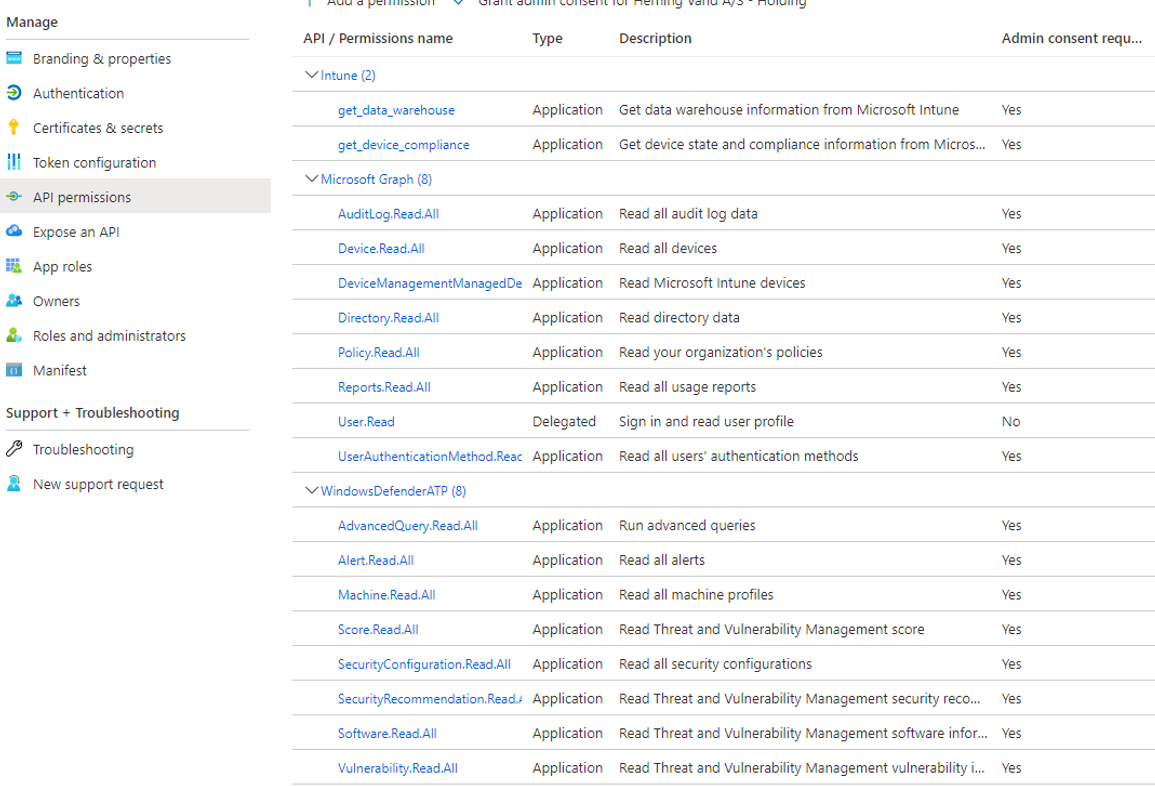 Add a permission Grant admin consent for Herning Vand A/S - Holding
Manage
API / Permissions name Type Description Admin consent requ...
Branding & properties
Authentication
Certificates & secrets
Token configuration
API permissions
Expose an API
App roles
Owners
Roles and administrators
Manifest
Support + Troubleshooting
Troubleshooting
New support request
Intune (2)
get_data_warehouse Application Get data warehouse information from Microsoft Intune Yes
get_device_compliance Application Get device state and compliance information from Micros... Yes
Microsoft Graph (8)
AuditLog.Read.All Application Read all audit log data Yes
Device.Read.All Application Read all devices Yes
DeviceManagementManagedDe Application Read Microsoft Intune devices Yes
Directory.Read.All Application Read directory data Yes
Policy.Read.All Application Read your organization's policies Yes
Reports.Read.All Application Read all usage reports Yes
User.Read Delegated Sign in and read user profile No
UserAuthenticationMethod.Read Application Read all users' authentication methods Yes
WindowsDefenderATP (8)
AdvancedQuery.Read.All Application Run advanced queries Yes
Alert.Read.All Application Read all alerts Yes
Machine.Read.All Application Read all machine profiles Yes
Score.Read.All Application Read Threat and Vulnerability Management score Yes
SecurityConfiguration.Read.All Application Read all security configurations Yes
SecurityRecommendation.Read.A Application Read Threat and Vulnerability Management security reco... Yes
Software.Read.All Application Read Threat and Vulnerability Management software infor... Yes
Vulnerability.Read.All Application Read Threat and Vulnerability Management vulnerability i... Yes